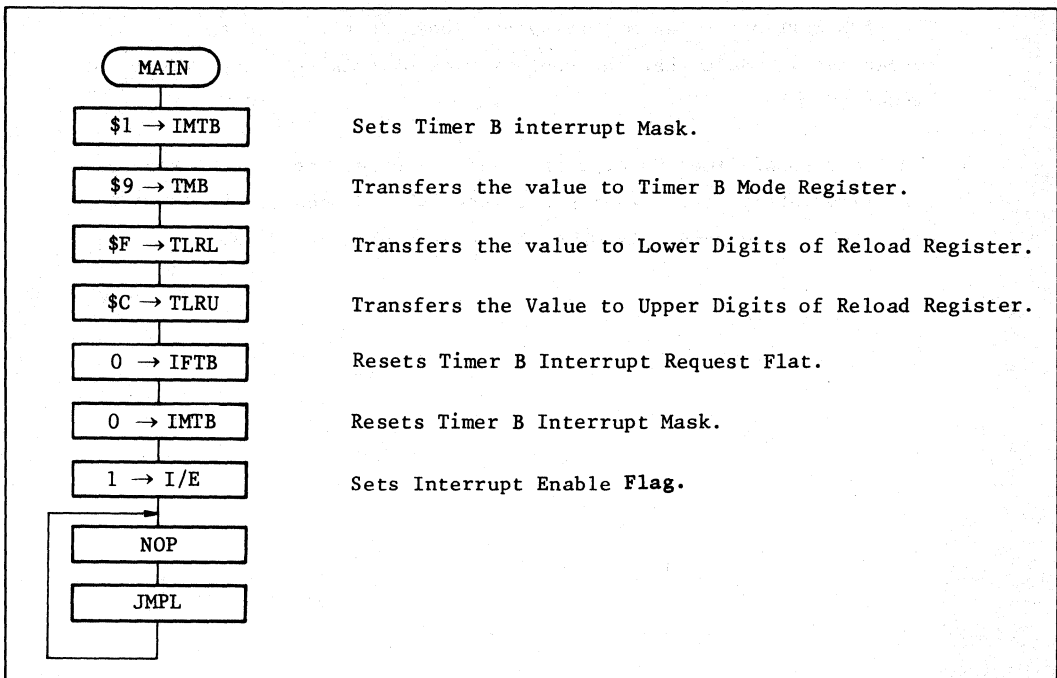 MAIN
$1 → IMTB Sets Timer B interrupt Mask.
$9 → TMB Transfers the value to Timer B Mode Register.
$F → TLRL Transfers the value to Lower Digits of Reload Register.
$C → TLRU Transfers the Value to Upper Digits of Reload Register.
0 → IFTB Resets Timer B Interrupt Request Flat.
0 → IMTB Resets Timer B Interrupt Mask.
1 → I/E Sets Interrupt Enable Flag.
NOP
JMPL